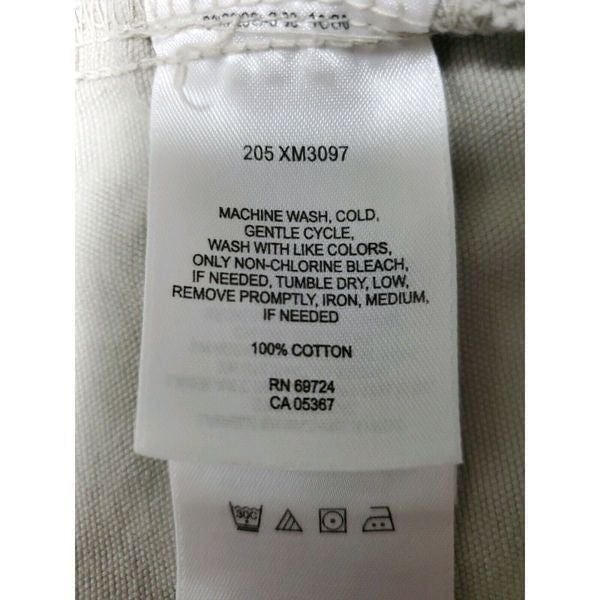 205 XM3097
MACHINE WASH, COLD,
GENTLE CYCLE,
WASH WITH LIKE COLORS,
ONLY NON-CHLORINE BLEACH,
IF NEEDED, TUMBLE DRY, LOW,
REMOVE PROMPTLY, IRON, MEDIUM,
IF NEEDED
100% COTTON
RN 69724
CA 05367
30C